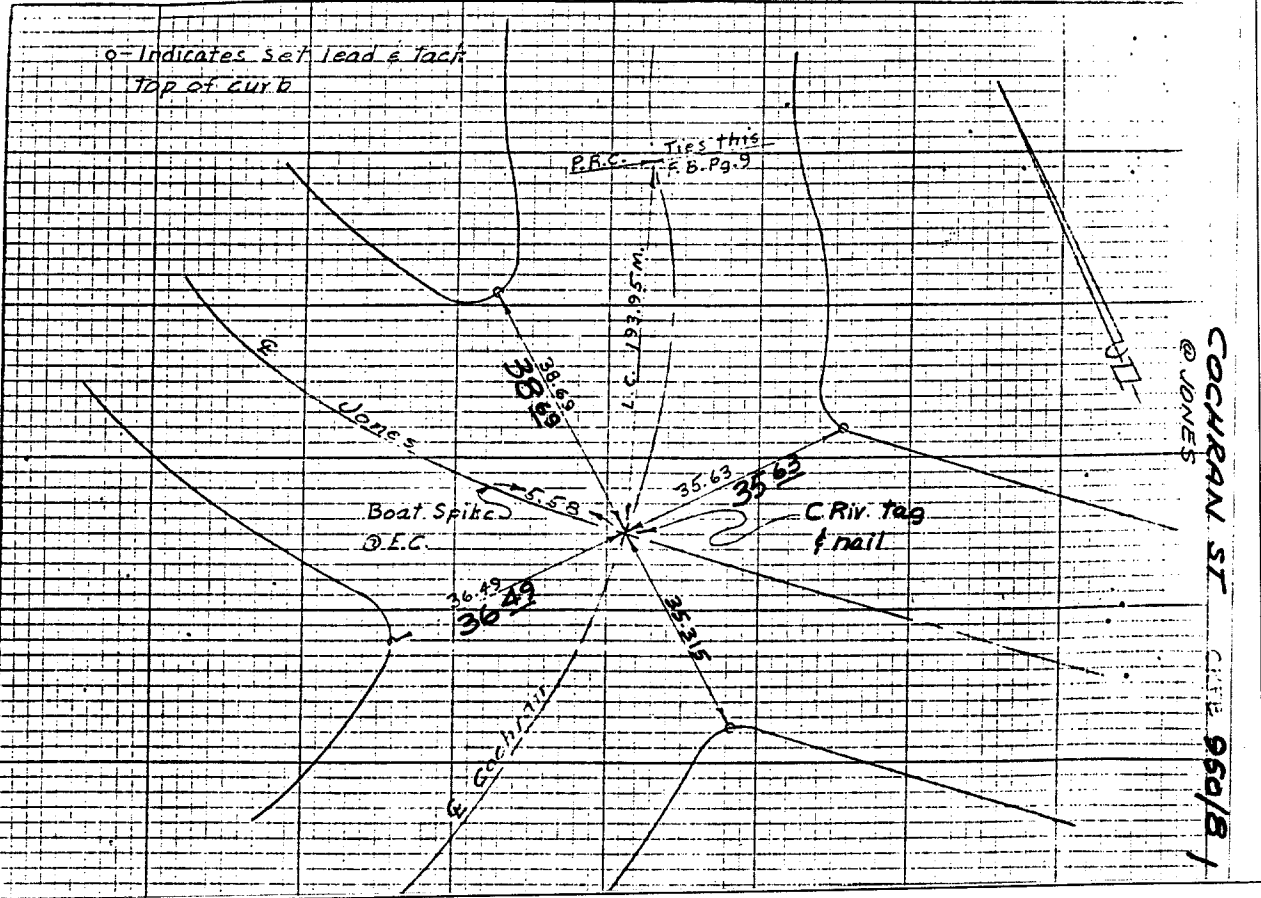 o-Indicates set lead & Tack
Top of curb
P.R.C.
Ties this
F.B. Pg. 9
L.C. 193.95 M.
℄
Jones
38.69
38 69
35.63
35 63
Boat Spike
@ E.C.
5.58
C Riv. tag
& nail
36.49
36 49
35.315
℄ Cochran
COCHRAN ST
@ JONES
950/8 1